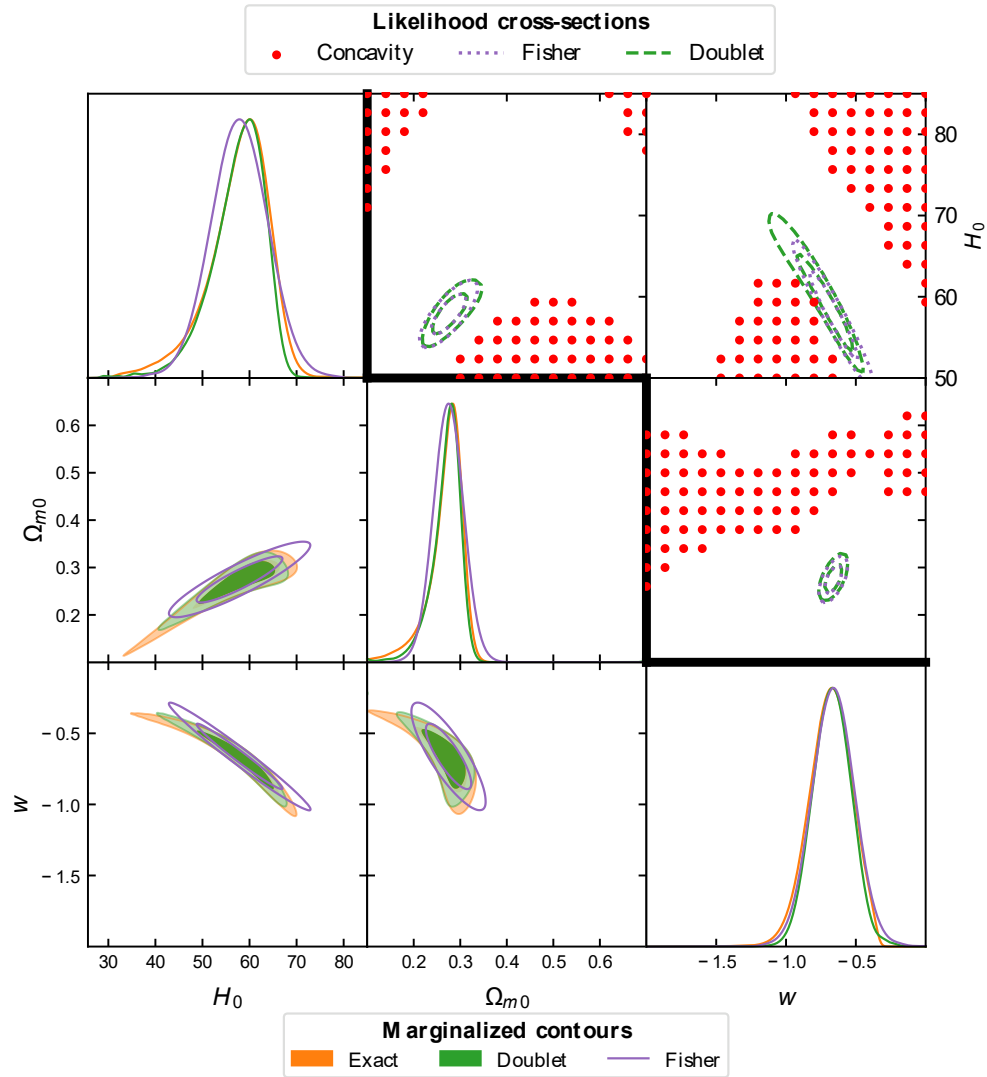 Likelihood cross-sections
Concavity Fisher Doublet
80
70
60
50
H₀
0.6
0.5
0.4
0.3
0.2
Ωₘ₀
−0.5
−1.0
−1.5
w
30 40 50 60 70 80
0.2 0.3 0.4 0.5 0.6
−1.5 −1.0 −0.5
H₀ Ωₘ₀ w
Marginalized contours
Exact Doublet Fisher